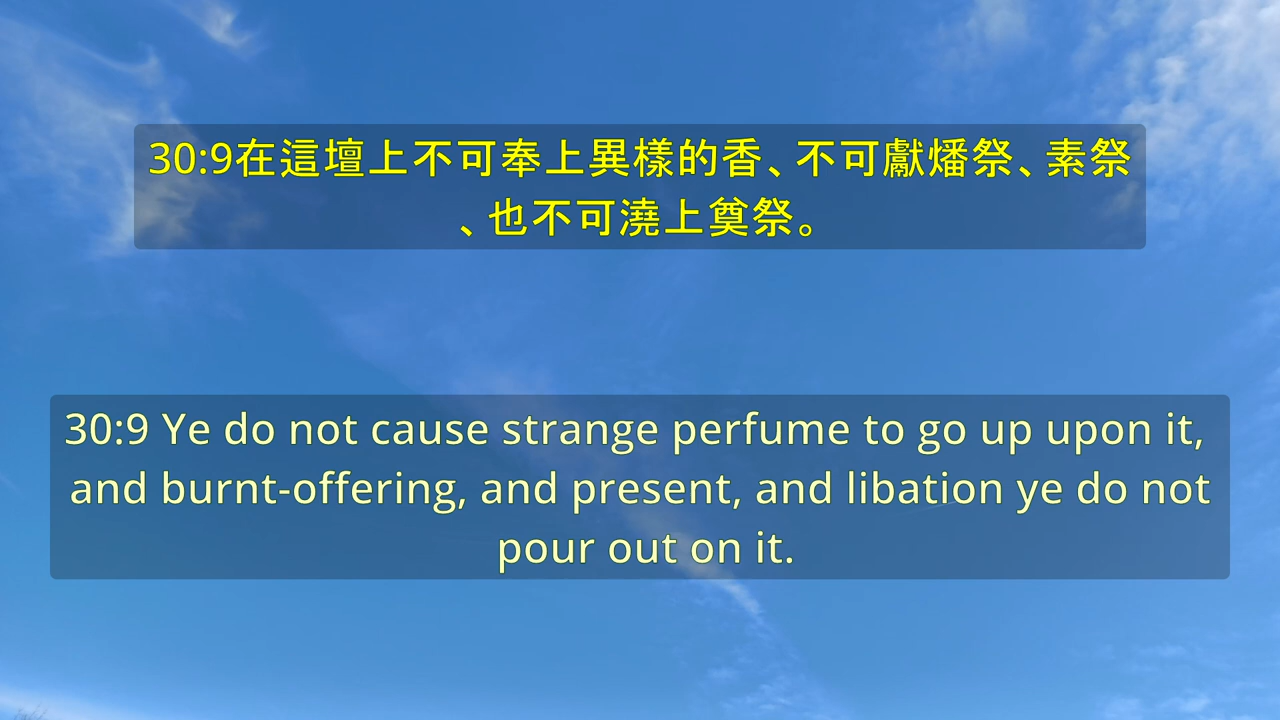 30:9在這壇上不可奉上異樣的香、不可獻燔祭、素祭
、也不可澆上奠祭。
30:9 Ye do not cause strange perfume to go up upon it,
and burnt-offering, and present, and libation ye do not
pour out on it.